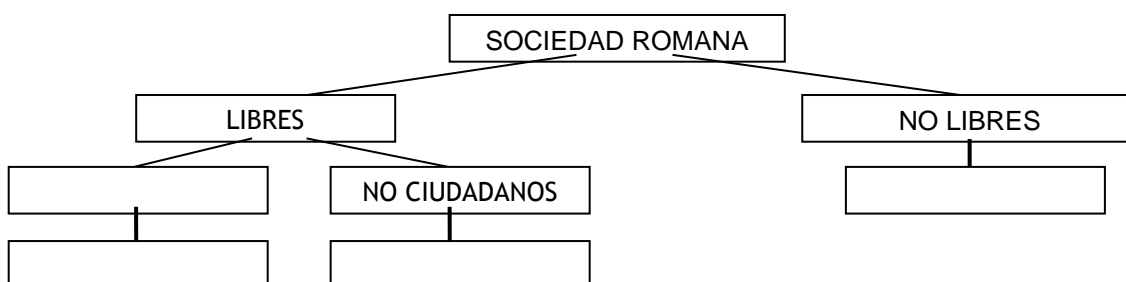 SOCIEDAD ROMANA
LIBRES
NO LIBRES
NO CIUDADANOS